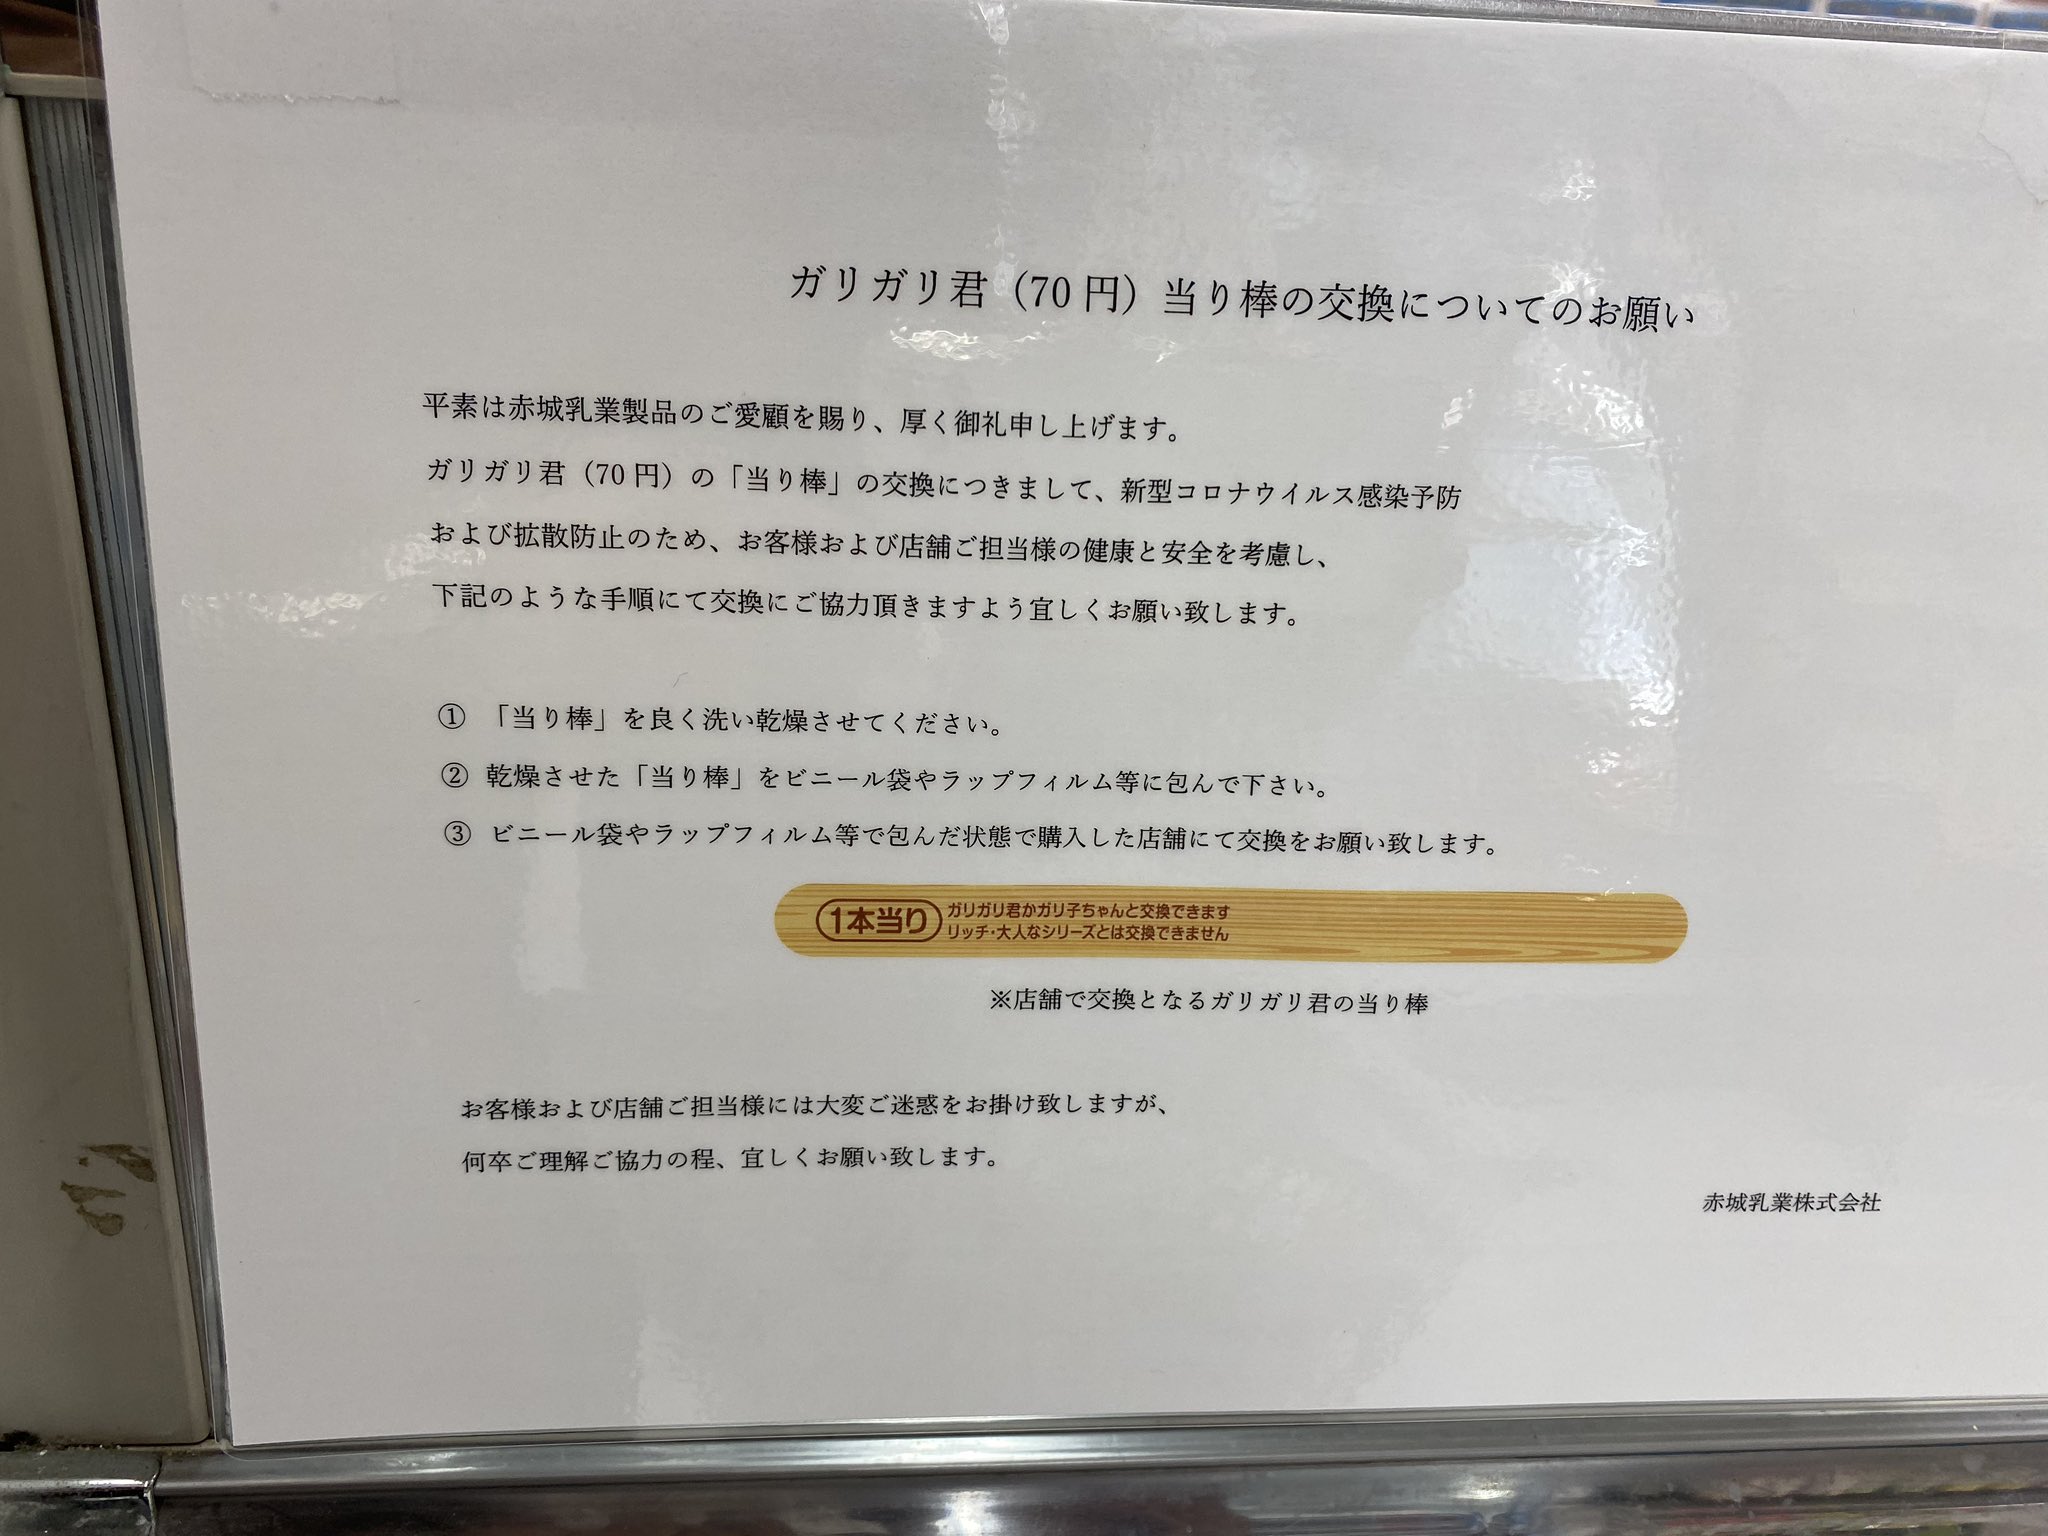 ガリガリ君（70円）当り棒の交換についてのお願い
平素は赤城乳業製品のご愛顧を賜り、厚く御礼申し上げます。
ガリガリ君（70円）の「当り棒」の交換につきまして、新型コロナウイルス感染予防
および拡散防止のため、お客様および店舗ご担当様の健康と安全を考慮し、
下記のような手順にて交換にご協力頂きますよう宜しくお願い致します。
① 「当り棒」を良く洗い乾燥させてください。
② 乾燥させた「当り棒」をビニール袋やラップフィルム等に包んで下さい。
③ ビニール袋やラップフィルム等で包んだ状態で購入した店舗にて交換をお願い致します。
1本当り
ガリガリ君かガリ子ちゃんと交換できます
リッチ・大人なシリーズとは交換できません
※店舗で交換となるガリガリ君の当り棒
お客様および店舗ご担当様には大変ご迷惑をお掛け致しますが、
何卒ご理解ご協力の程、宜しくお願い致します。
赤城乳業株式会社